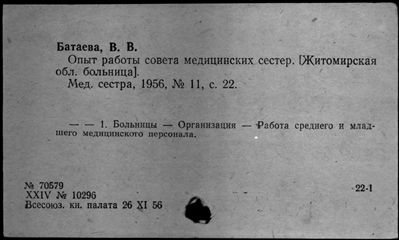 Батаева, В. В.
Опыт работы совета медицинских сестер. [Житомирская
обл. больница].
Мед. сестра, 1956, № 11, с. 22.
— — 1. Больницы — Организация — Работа среднего и млад-
шего медицинского персонала.
№ 70579
XXIV № 10296
Всесоюз. кн. палата 26 XI 56
22-1